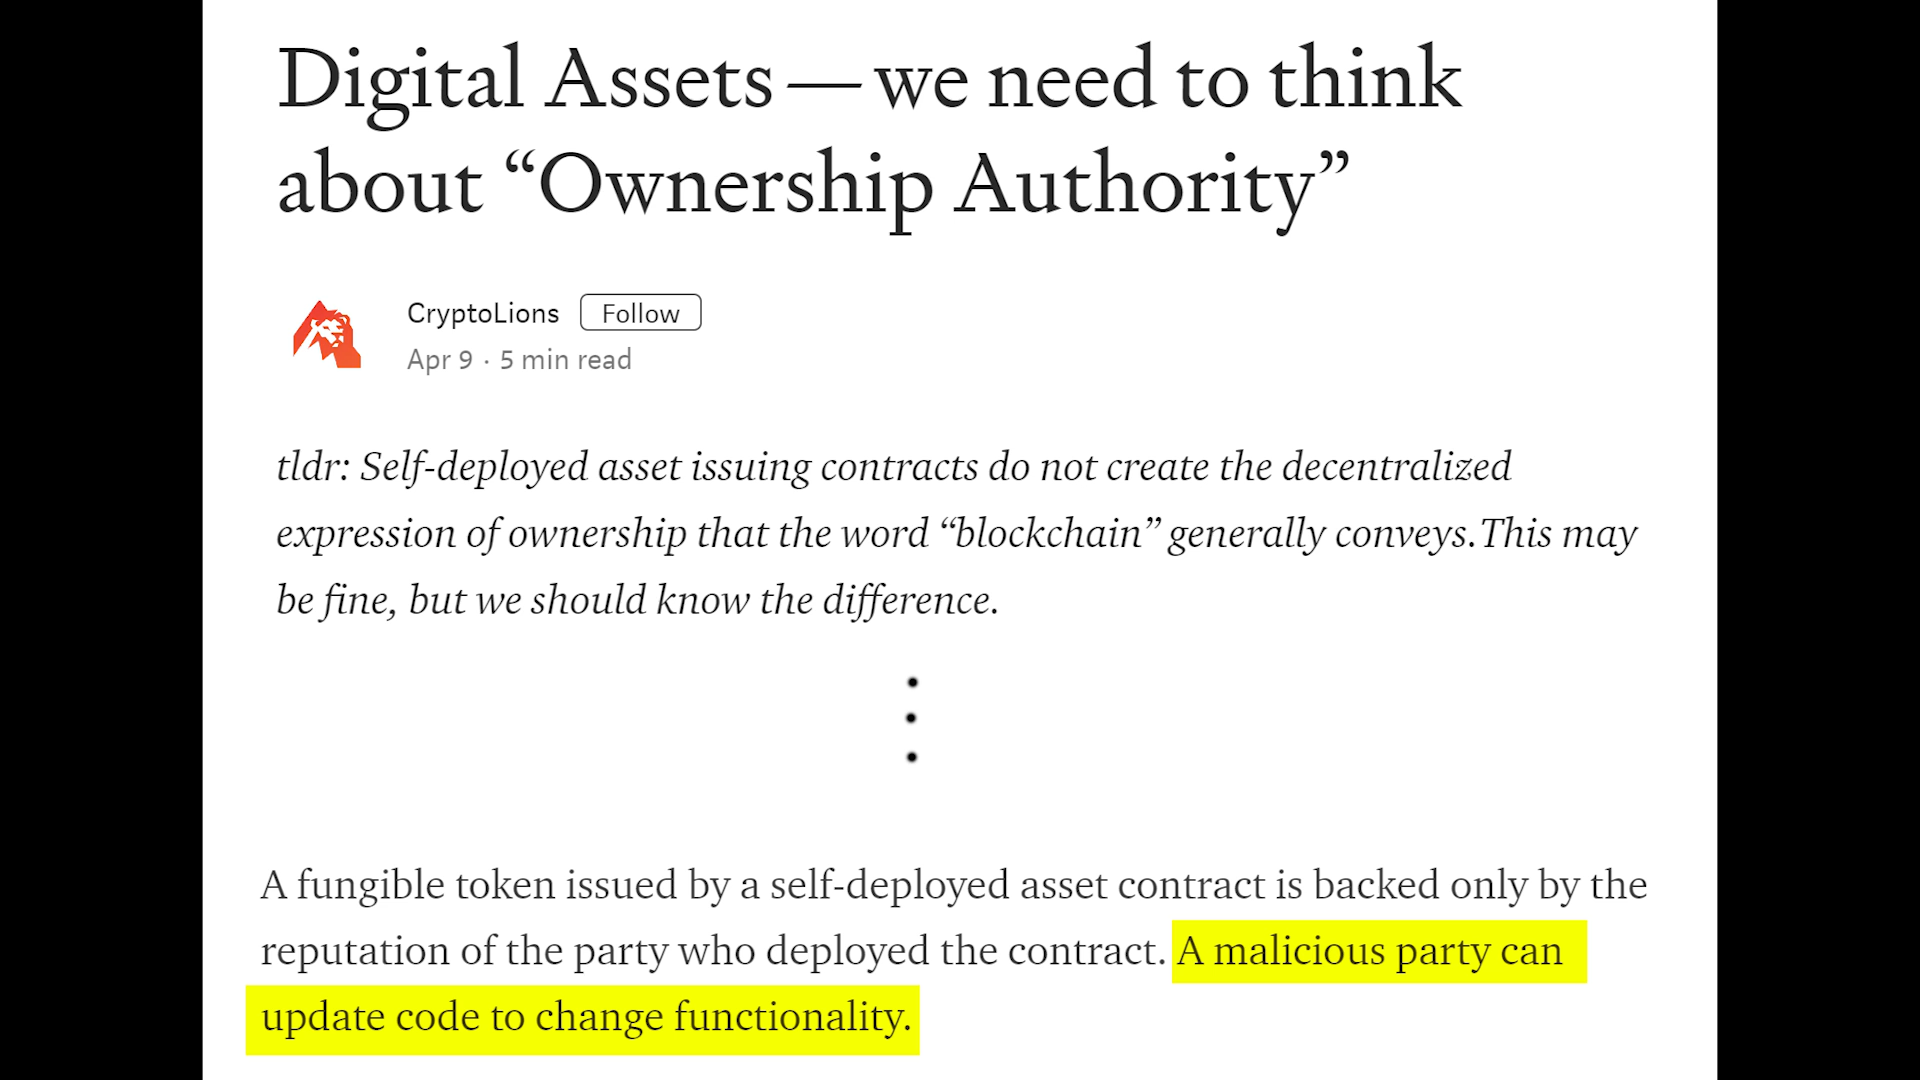 Digital Assets — we need to think
about “Ownership Authority”
CryptoLions Follow
Apr 9 · 5 min read
tldr: Self-deployed asset issuing contracts do not create the decentralized
expression of ownership that the word “blockchain” generally conveys.This may
be fine, but we should know the difference.
A fungible token issued by a self-deployed asset contract is backed only by the
reputation of the party who deployed the contract. A malicious party can
update code to change functionality.